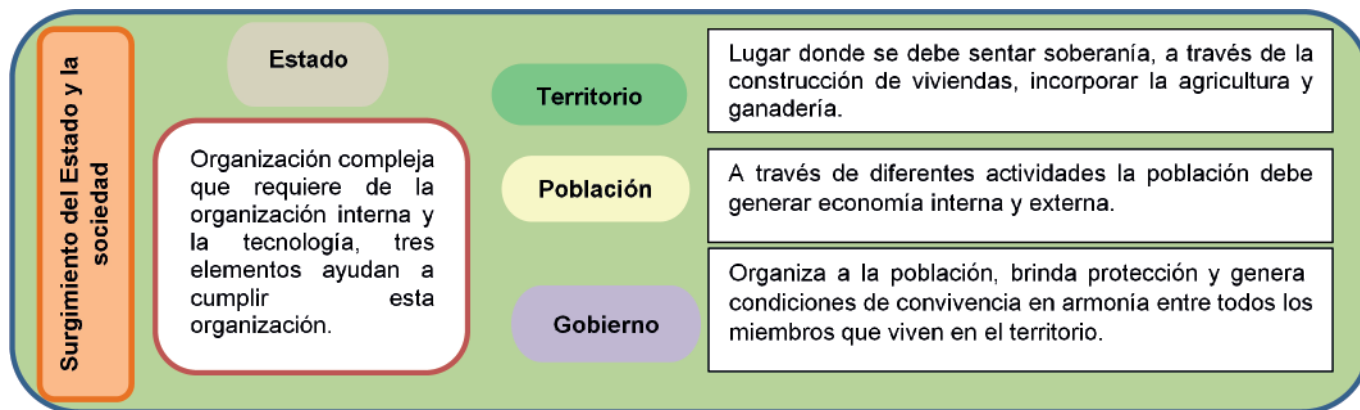 Surgimiento del Estado y la
sociedad
Estado
Organización compleja
que requiere de la
organización interna y
la tecnología, tres
elementos ayudan a
cumplir esta
organización.
Territorio
Lugar donde se debe sentar soberanía, a través de la
construcción de viviendas, incorporar la agricultura y
ganadería.
Población
A través de diferentes actividades la población debe
generar economía interna y externa.
Gobierno
Organiza a la población, brinda protección y genera
condiciones de convivencia en armonía entre todos los
miembros que viven en el territorio.